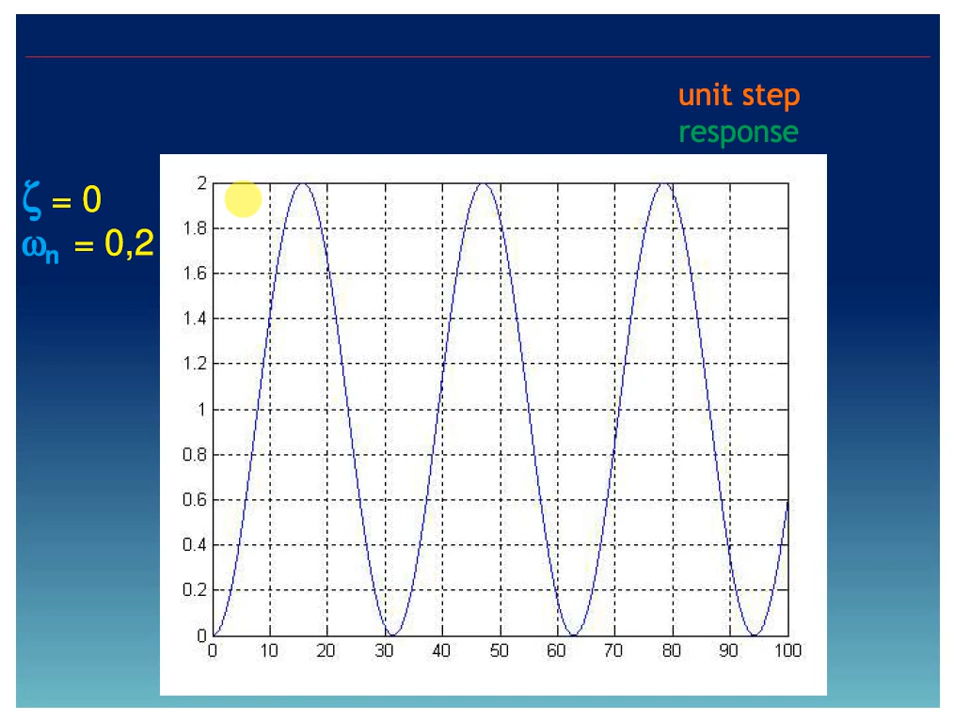 unit step
response
ζ = 0
ωn = 0,2
2
1.8
1.6
1.4
1.2
1
0.8
0.6
0.4
0.2
0
0 10 20 30 40 50 60 70 80 90 100